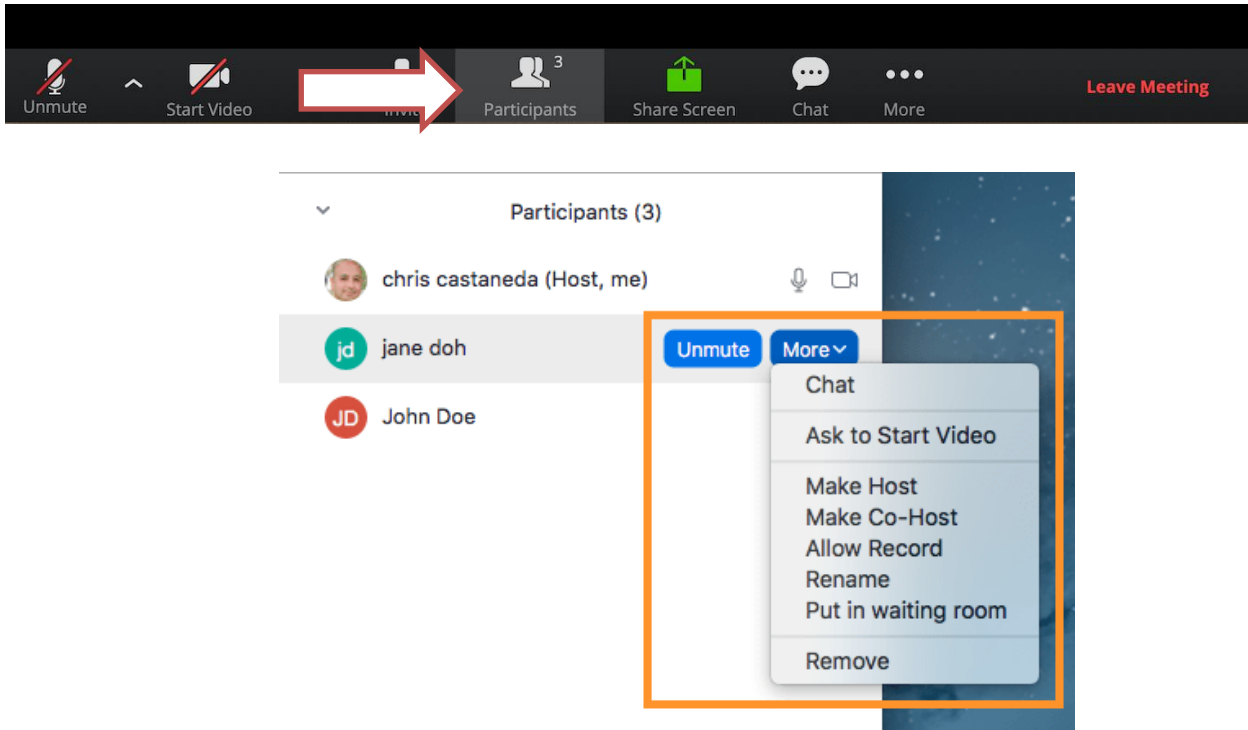 3
Unmute Start Video Participants Share Screen Chat More Leave Meeting
Participants (3)
chris castaneda (Host, me)
jd jane doh Unmute More
Chat
JD John Doe
Ask to Start Video
Make Host
Make Co-Host
Allow Record
Rename
Put in waiting room
Remove